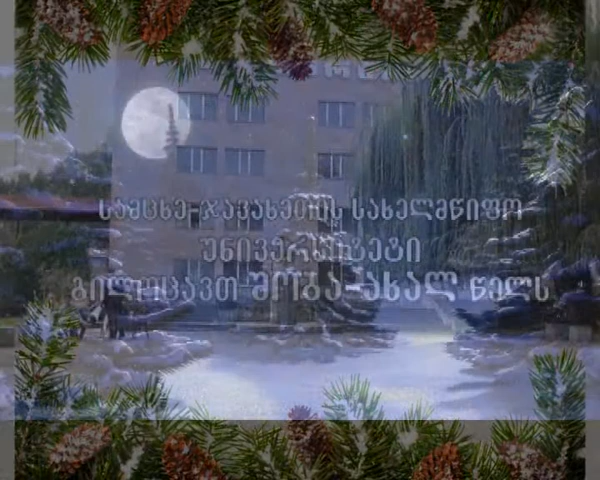 სამცხე-ჯავახეთის სახელმწიფო
უნივერსიტეტი
გილოცავთ შობა-ახალ წელს